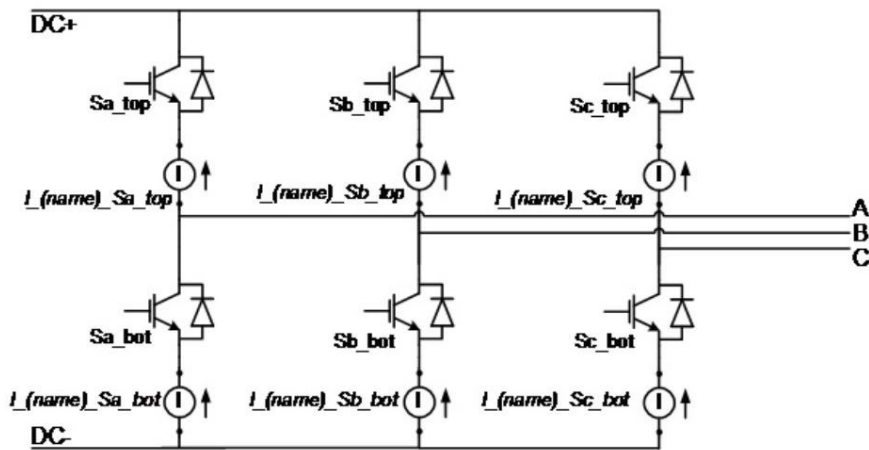 DC+
Sa_top Sb_top Sc_top
I I I
I_(name)_Sa_top I_(name)_Sb_top I_(name)_Sc_top
A
B
C
Sa_bot Sb_bot Sc_bot
I_(name)_Sa_bot I I_(name)_Sb_bot I I_(name)_Sc_bot I
DC-